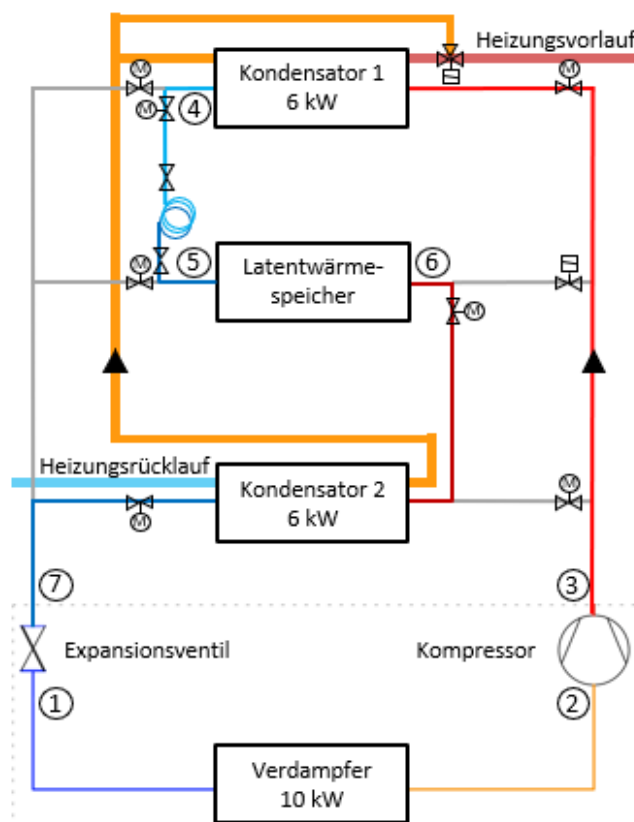 Heizungsvorlauf
M
M
Kondensator 1
6 kW
M
4
M
5
Latentwärme-
speicher
6
M
Heizungsrücklauf
Kondensator 2
6 kW
M
M
7
3
Expansionsventil
Kompressor
1
2
Verdampfer
10 kW